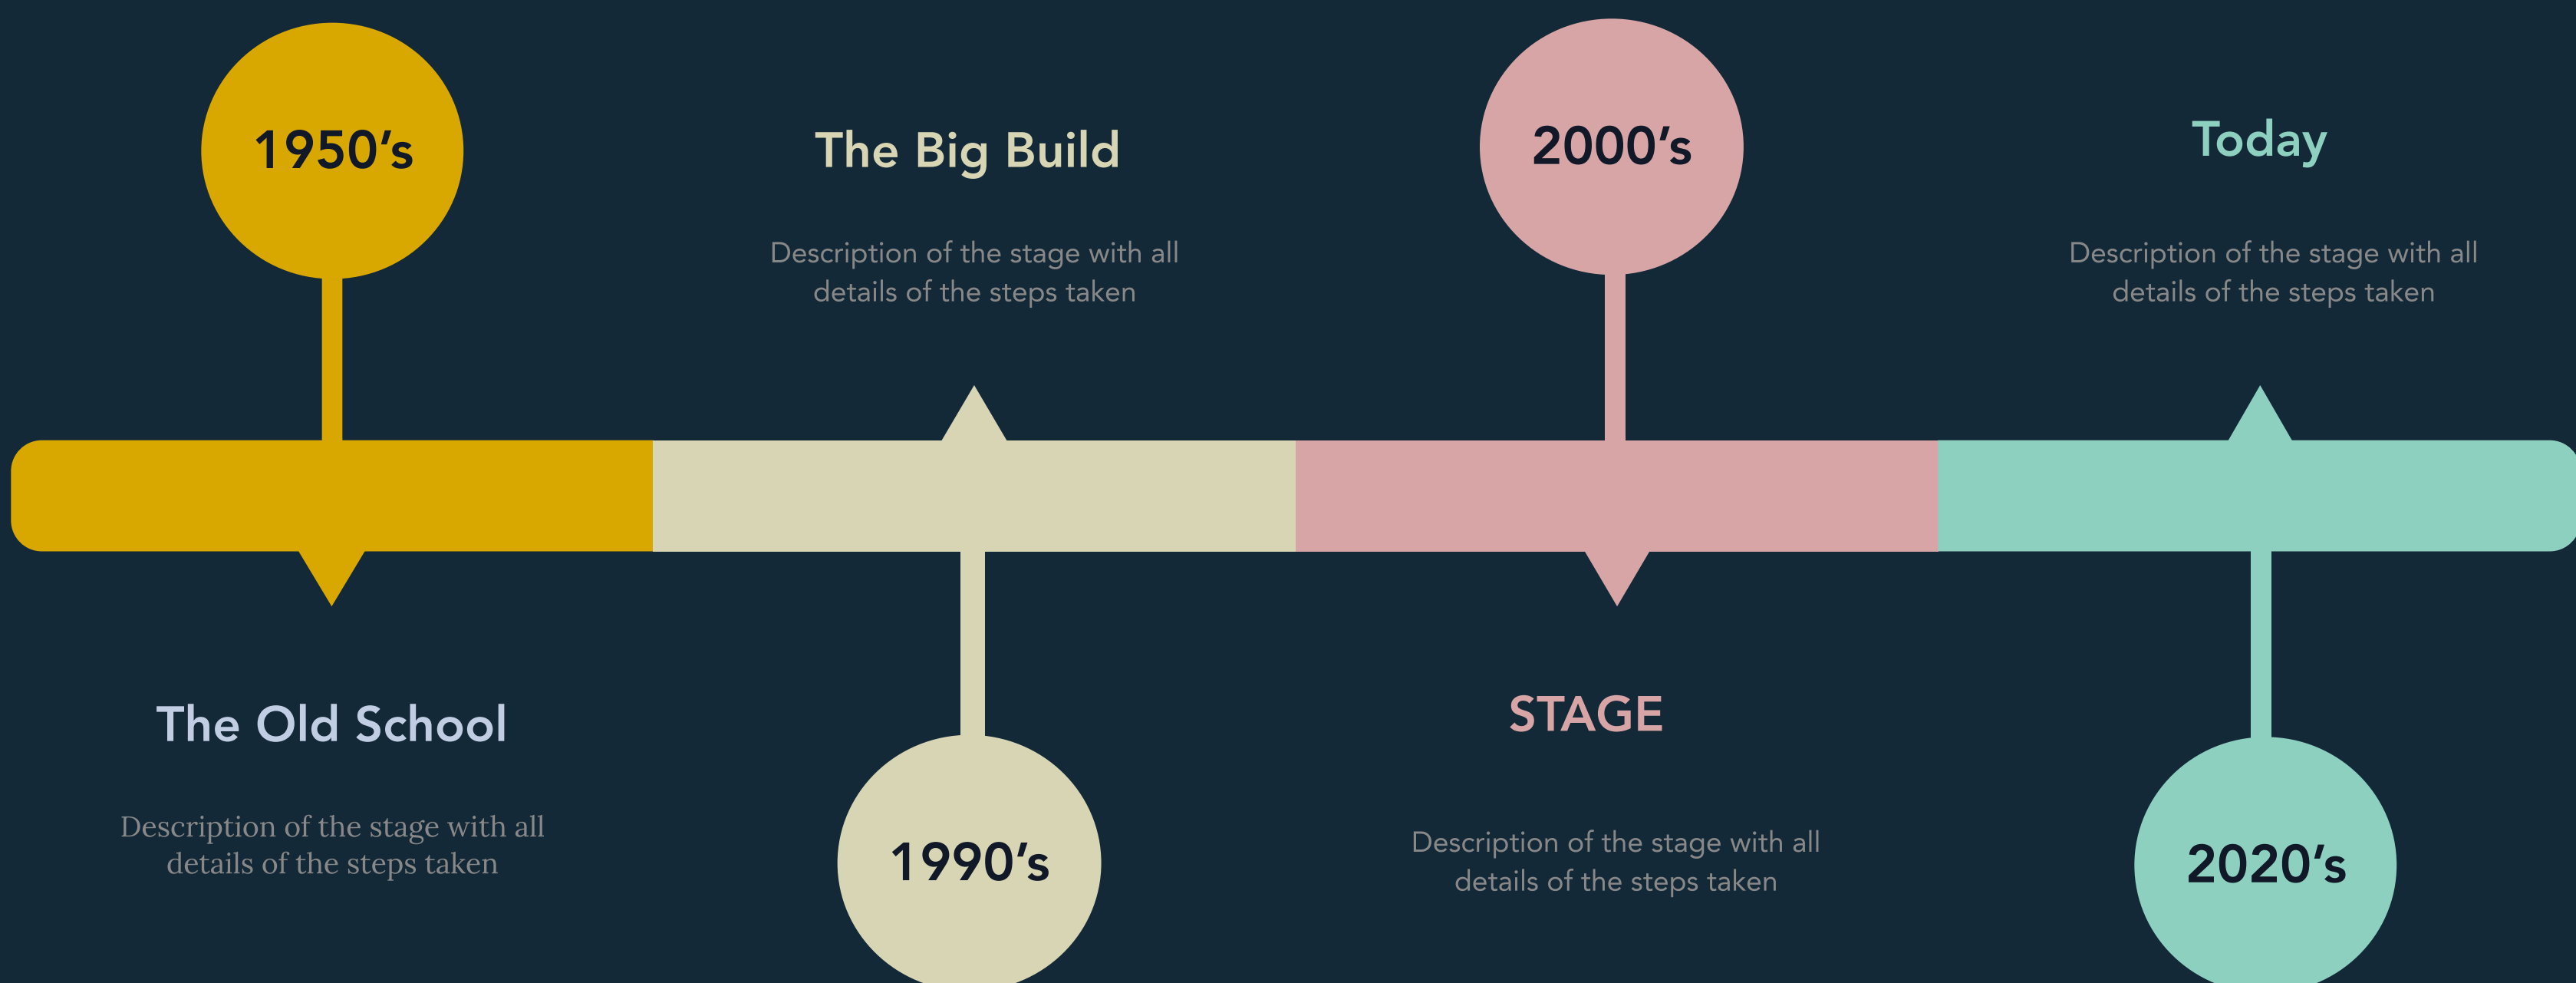 1950’s
The Old School
Description of the stage with all
details of the steps taken
The Big Build
Description of the stage with all
details of the steps taken
1990’s
2000’s
STAGE
Description of the stage with all
details of the steps taken
Today
Description of the stage with all
details of the steps taken
2020’s